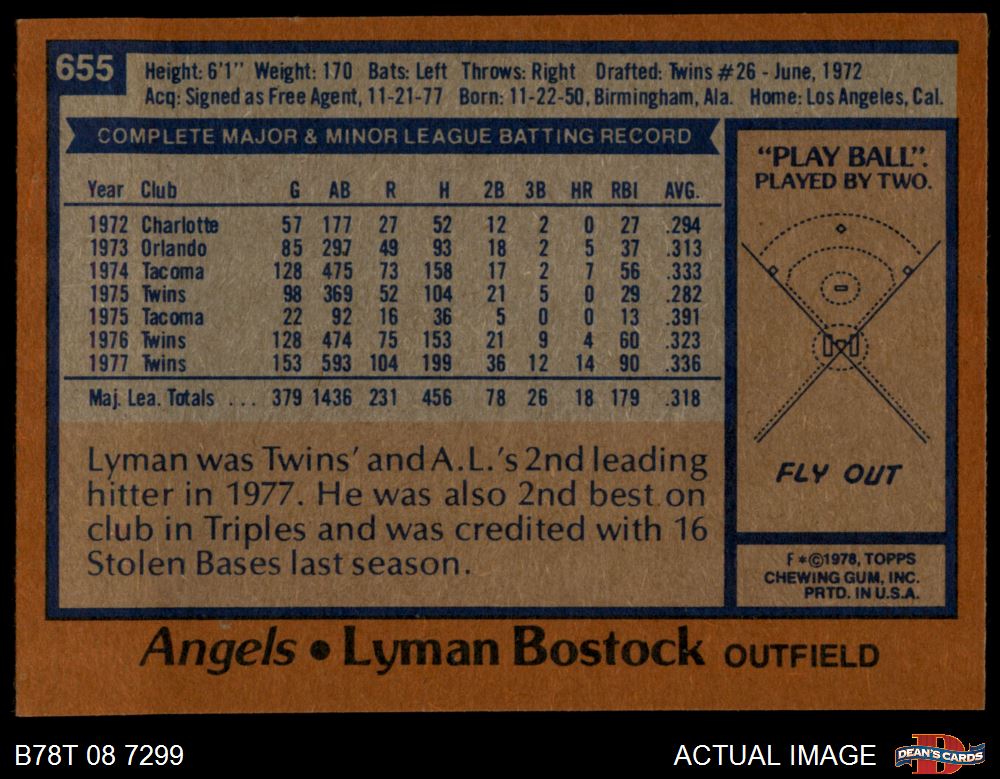 655
Height: 6'1" Weight: 170 Bats: Left Throws: Right Drafted: Twins #26 - June, 1972
Acq: Signed as Free Agent, 11-21-77 Born: 11-22-50, Birmingham, Ala. Home: Los Angeles, Cal.
COMPLETE MAJOR & MINOR LEAGUE BATTING RECORD
Year Club G AB R H 2B 3B HR RBI AVG.
1972 Charlotte 57 177 27 52 12 2 0 27 .294
1973 Orlando 85 297 49 93 18 2 5 37 .313
1974 Tacoma 128 475 73 158 17 2 7 56 .333
1975 Twins 98 369 52 104 21 5 0 29 .282
1975 Tacoma 22 92 16 36 5 0 0 13 .391
1976 Twins 128 474 75 153 21 9 4 60 .323
1977 Twins 153 593 104 199 36 12 14 90 .336
Maj. Lea. Totals ... 379 1436 231 456 78 26 18 179 .318
Lyman was Twins' and A.L.'s 2nd leading
hitter in 1977. He was also 2nd best on
club in Triples and was credited with 16
Stolen Bases last season.
"PLAY BALL".
PLAYED BY TWO.
FLY OUT
F *©1978, TOPPS
CHEWING GUM, INC.
PRTD. IN U.S.A.
Angels • Lyman Bostock OUTFIELD
B78T 08 7299
ACTUAL IMAGE
DEAN'S CARDS